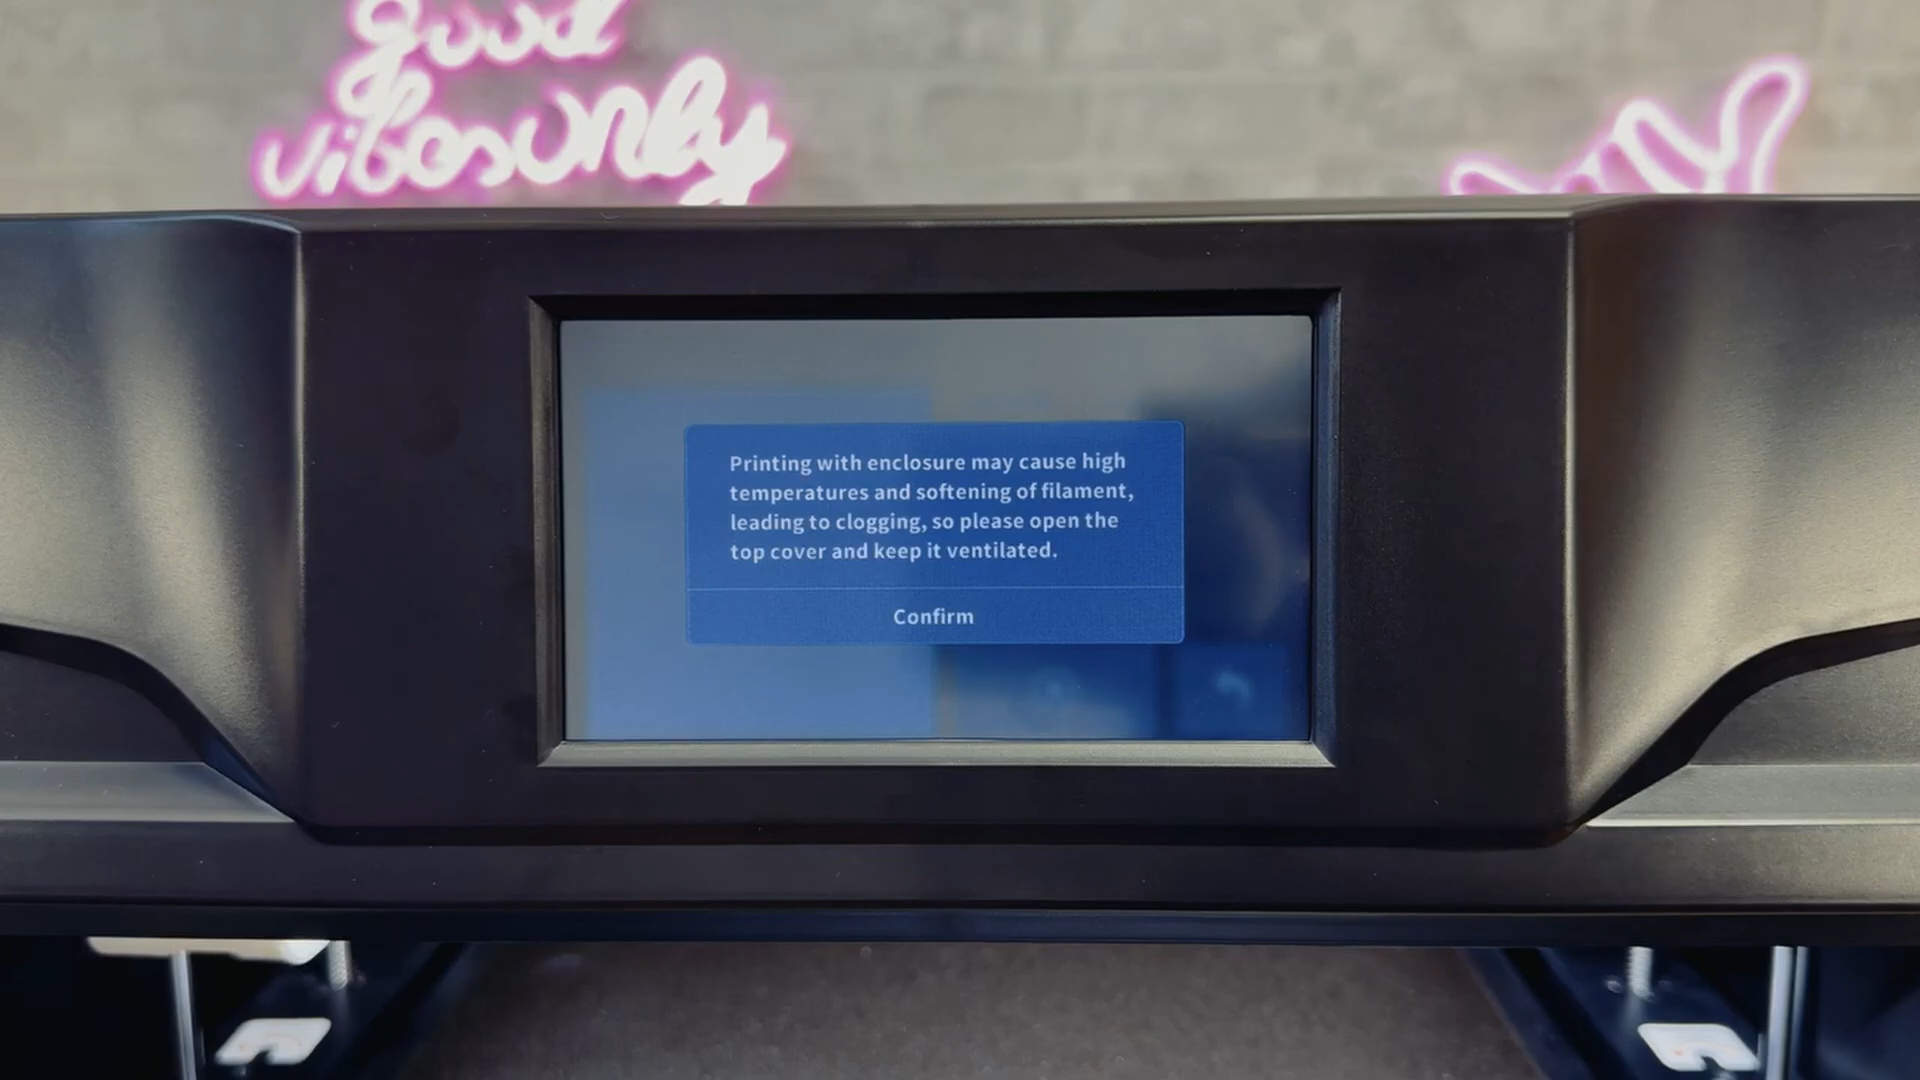 good
vibes only
Printing with enclosure may cause high
temperatures and softening of filament,
leading to clogging, so please open the
top cover and keep it ventilated.
Confirm